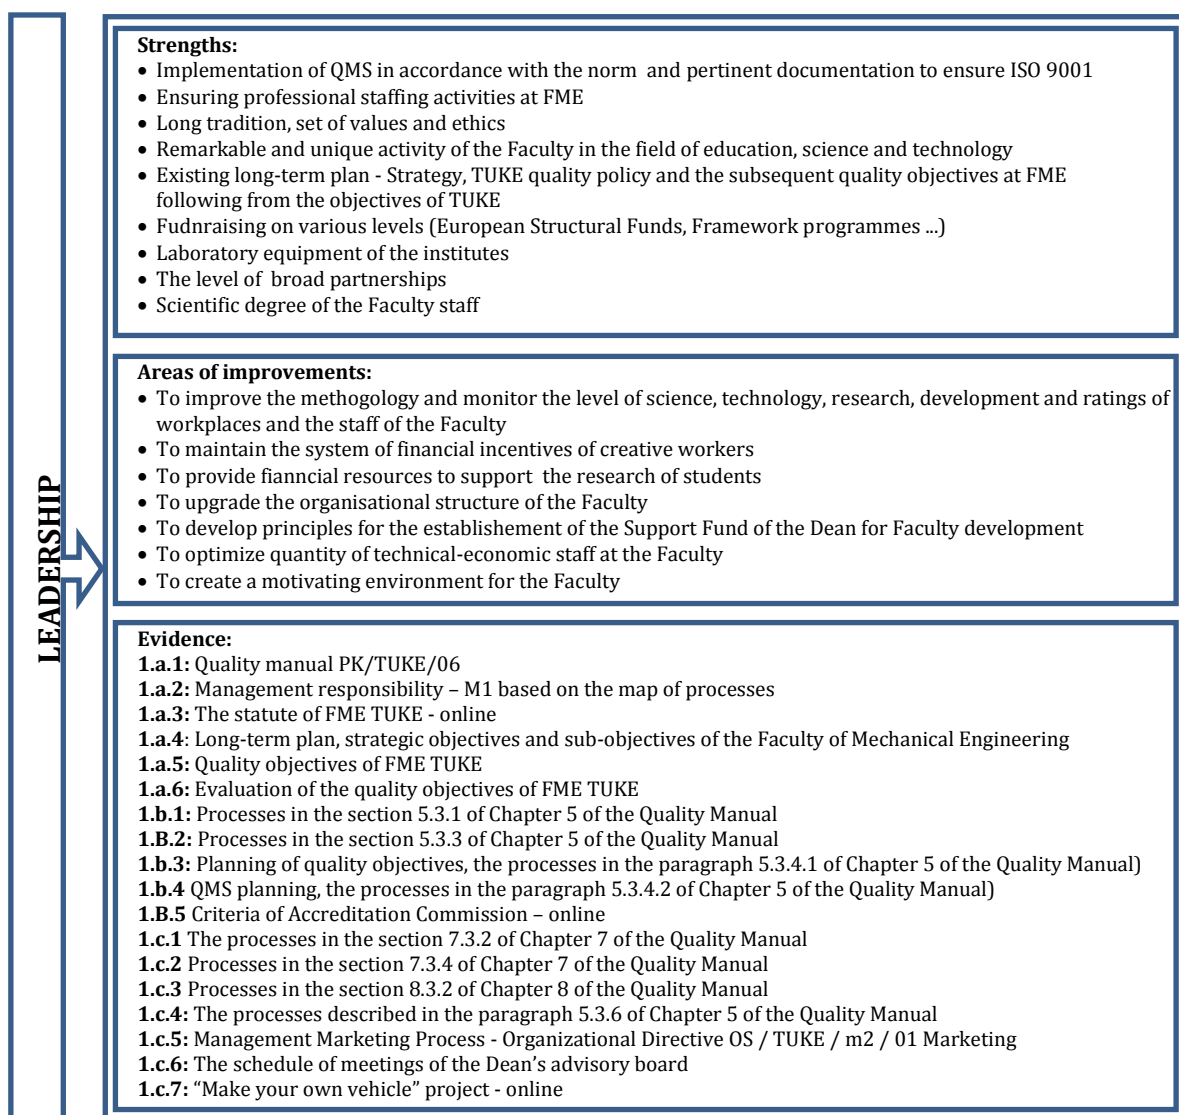 LEADERSHIP
Strengths:
• Implementation of QMS in accordance with the norm and pertinent documentation to ensure ISO 9001
• Ensuring professional staffing activities at FME
• Long tradition, set of values and ethics
• Remarkable and unique activity of the Faculty in the field of education, science and technology
• Existing long-term plan - Strategy, TUKE quality policy and the subsequent quality objectives at FME
following from the objectives of TUKE
• Fudnraising on various levels (European Structural Funds, Framework programmes ...)
• Laboratory equipment of the institutes
• The level of broad partnerships
• Scientific degree of the Faculty staff
Areas of improvements:
• To improve the methogology and monitor the level of science, technology, research, development and ratings of
workplaces and the staff of the Faculty
• To maintain the system of financial incentives of creative workers
• To provide fianncial resources to support the research of students
• To upgrade the organisational structure of the Faculty
• To develop principles for the establishement of the Support Fund of the Dean for Faculty development
• To optimize quantity of technical-economic staff at the Faculty
• To create a motivating environment for the Faculty
Evidence:
1.a.1: Quality manual PK/TUKE/06
1.a.2: Management responsibility – M1 based on the map of processes
1.a.3: The statute of FME TUKE - online
1.a.4: Long-term plan, strategic objectives and sub-objectives of the Faculty of Mechanical Engineering
1.a.5: Quality objectives of FME TUKE
1.a.6: Evaluation of the quality objectives of FME TUKE
1.b.1: Processes in the section 5.3.1 of Chapter 5 of the Quality Manual
1.B.2: Processes in the section 5.3.3 of Chapter 5 of the Quality Manual
1.b.3: Planning of quality objectives, the processes in the paragraph 5.3.4.1 of Chapter 5 of the Quality Manual)
1.b.4 QMS planning, the processes in the paragraph 5.3.4.2 of Chapter 5 of the Quality Manual)
1.B.5 Criteria of Accreditation Commission – online
1.c.1 The processes in the section 7.3.2 of Chapter 7 of the Quality Manual
1.c.2 Processes in the section 7.3.4 of Chapter 7 of the Quality Manual
1.c.3 Processes in the section 8.3.2 of Chapter 8 of the Quality Manual
1.c.4: The processes described in the paragraph 5.3.6 of Chapter 5 of the Quality Manual
1.c.5: Management Marketing Process - Organizational Directive OS / TUKE / m2 / 01 Marketing
1.c.6: The schedule of meetings of the Dean's advisory board
1.c.7: “Make your own vehicle” project - online